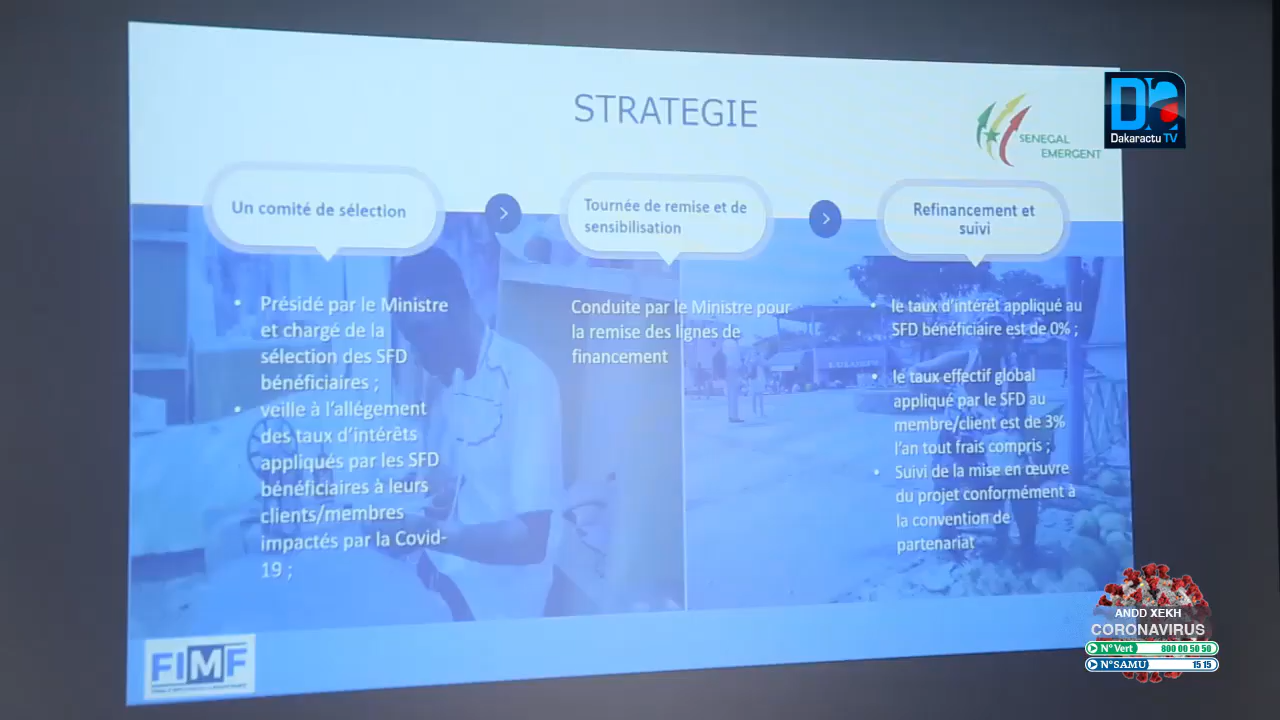 STRATEGIE
SENEGAL
EMERGENT
Dakaractu TV
Un comité de sélection
Tournée de remise et de
sensibilisation
Refinancement et
suivi
• Présidé par le Ministre
et chargé de la
sélection des SFD
bénéficiaires ;
• veille à l'allégement
des taux d'intérêts
appliqués par les SFD
bénéficiaires à leurs
clients/membres
impactés par la Covid-
19 ;
Conduite par le Ministre pour
la remise des lignes de
financement
• le taux d'intérêt appliqué au
SFD bénéficiaire est de 0% ;
• le taux effectif global
appliqué par le SFD au
membre/client est de 3%
l'an tout frais compris ;
• Suivi de la mise en œuvre
du projet conformément à
la convention de
partenariat
FIMF
ANDD XEKH
CORONAVIRUS
N°Vert 800 00 50 50
N°SAMU 15 15